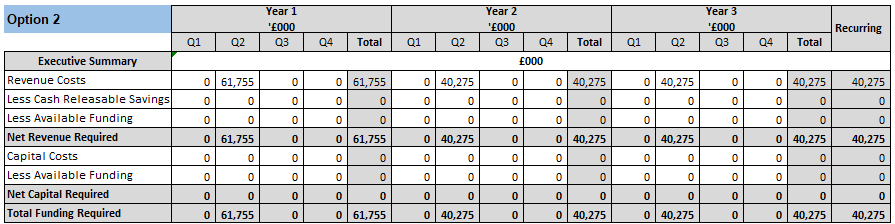 Option 2 Year 1 Year 2 Year 3 Recurring
'£000 '£000 '£000
Q1 Q2 Q3 Q4 Total Q1 Q2 Q3 Q4 Total Q1 Q2 Q3 Q4 Total
Executive Summary £000
Revenue Costs 0 61,755 0 0 61,755 0 40,275 0 0 40,275 0 40,275 0 0 40,275 40,275
Less Cash Releasable Savings 0 0 0 0 0 0 0 0 0 0 0 0 0 0 0 0
Less Available Funding 0 0 0 0 0 0 0 0 0 0 0 0 0 0 0 0
Net Revenue Required 0 61,755 0 0 61,755 0 40,275 0 0 40,275 0 40,275 0 0 40,275 40,275
Capital Costs 0 0 0 0 0 0 0 0 0 0 0 0 0 0 0 0
Less Available Funding 0 0 0 0 0 0 0 0 0 0 0 0 0 0 0 0
Net Capital Required 0 0 0 0 0 0 0 0 0 0 0 0 0 0 0 0
Total Funding Required 0 61,755 0 0 61,755 0 40,275 0 0 40,275 0 40,275 0 0 40,275 40,275